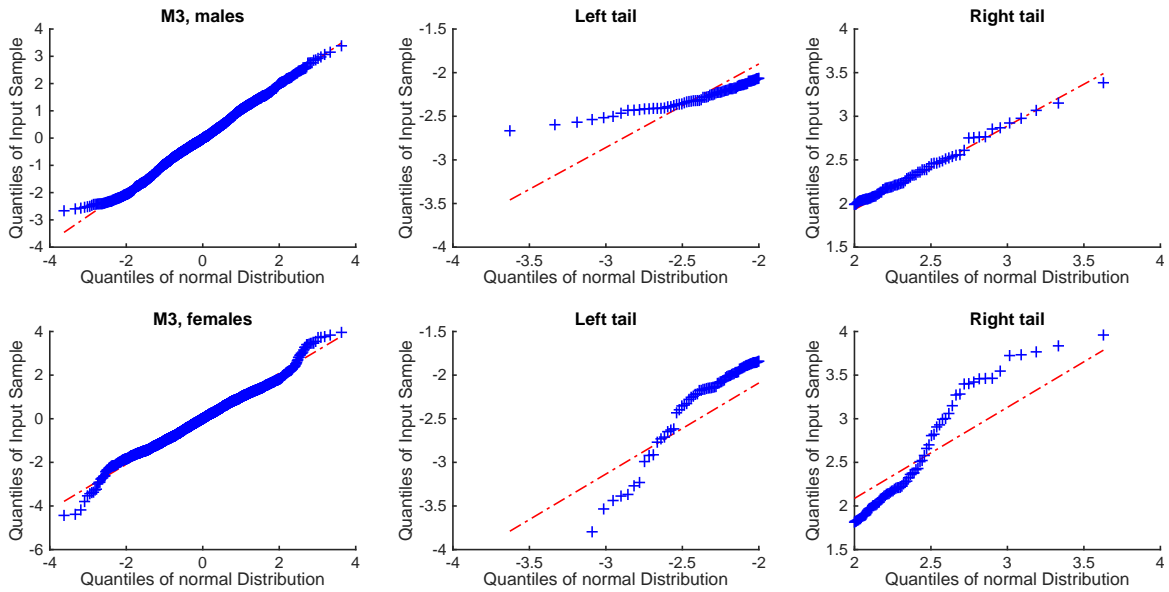 M3, males
Quantiles of Input Sample
4
3
2
1
0
-1
-2
-3
-4
-4 -2 0 2 4
Quantiles of normal Distribution
Left tail
Quantiles of Input Sample
-1.5
-2
-2.5
-3
-3.5
-4
-4 -3.5 -3 -2.5 -2
Quantiles of normal Distribution
Right tail
Quantiles of Input Sample
4
3.5
3
2.5
2
1.5
2 2.5 3 3.5 4
Quantiles of normal Distribution
M3, females
Quantiles of Input Sample
4
2
0
-2
-4
-6
-4 -2 0 2 4
Quantiles of normal Distribution
Left tail
Quantiles of Input Sample
-1.5
-2
-2.5
-3
-3.5
-4
-4 -3.5 -3 -2.5 -2
Quantiles of normal Distribution
Right tail
Quantiles of Input Sample
4
3.5
3
2.5
2
1.5
2 2.5 3 3.5 4
Quantiles of normal Distribution